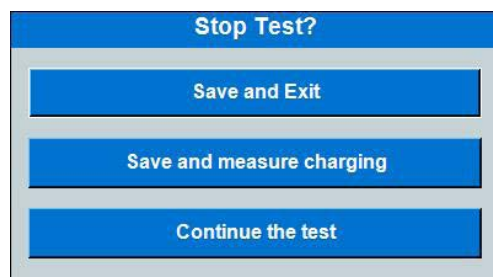 Stop Test?
Save and Exit
Save and measure charging
Continue the test